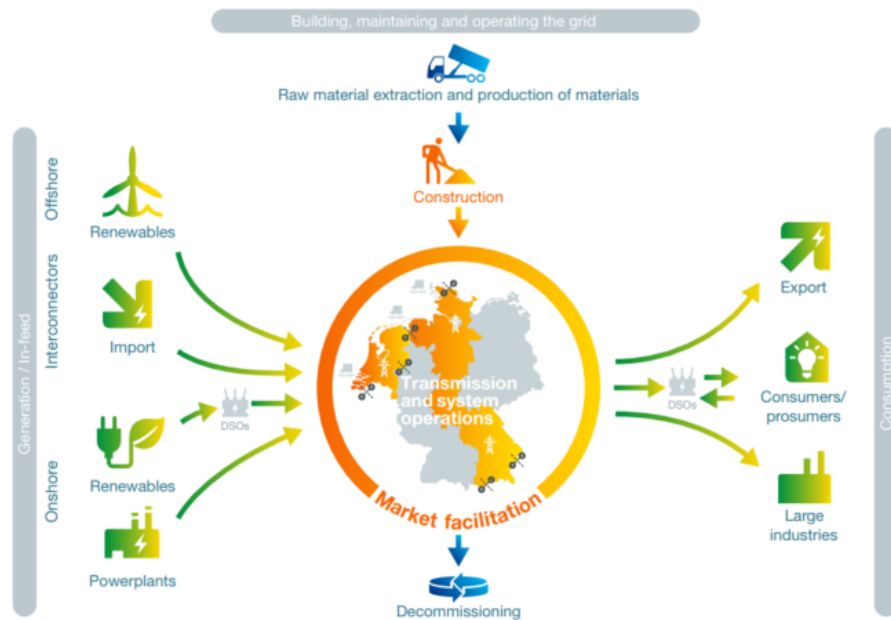 Building, maintaining and operating the grid
Raw material extraction and production of materials
Construction
Generation / In-feed
Offshore
Renewables
Interconnectors
Import
Onshore
DSOs
Renewables
Powerplants
Transmission
and system
operations
Market facilitation
Decommissioning
Export
DSOs
Consumers/
prosumers
Large
industries
Consumption